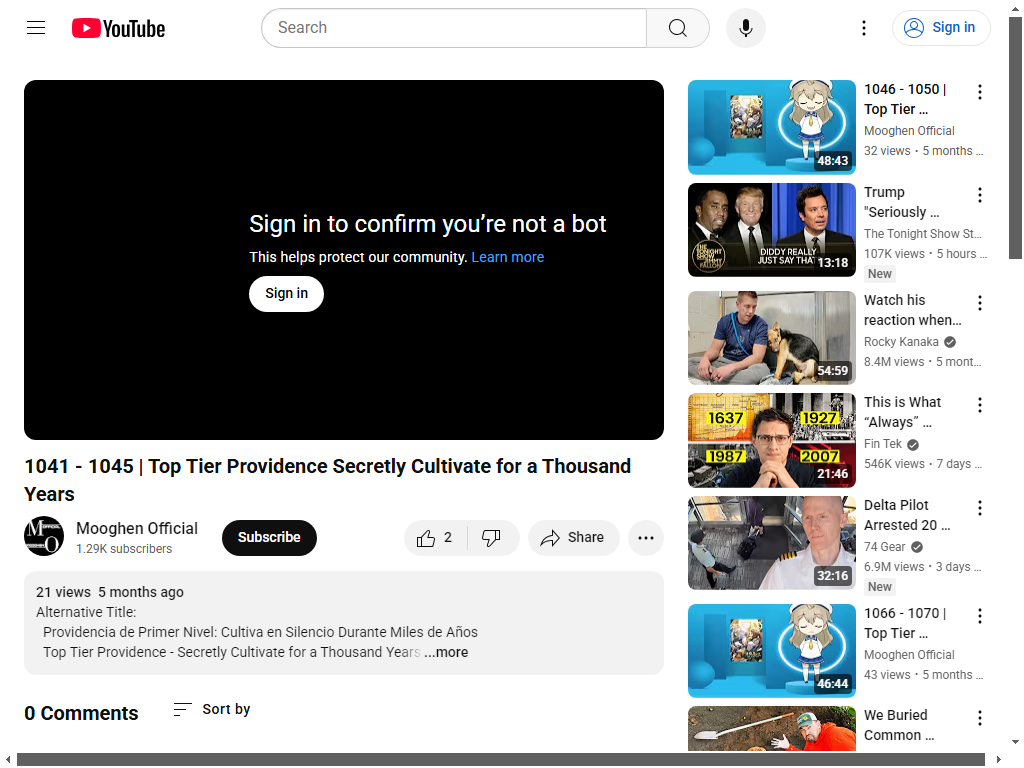 YouTube
Search
Sign in
Sign in to confirm you’re not a bot
This helps protect our community. Learn more
Sign in
1041 - 1045 | Top Tier Providence Secretly Cultivate for a Thousand
Years
Mooghen Official
1.29K subscribers
Subscribe
2
Share
21 views 5 months ago
Alternative Title:
Providencia de Primer Nivel: Cultiva en Silencio Durante Miles de Años
Top Tier Providence - Secretly Cultivate for a Thousand Years ...more
0 Comments
Sort by
48:43
1046 - 1050 |
Top Tier ...
Mooghen Official
32 views • 5 months ...
THE TONIGHT SHOW
JIMMY FALLON
DIDDY REALLY
JUST SAY THAT
13:18
Trump
"Seriously ...
The Tonight Show St...
107K views • 5 hours ...
New
54:59
Watch his
reaction when...
Rocky Kanaka
8.4M views • 5 mont...
1637
1927
1987
2007
21:46
This is What
“Always” ...
Fin Tek
546K views • 7 days ...
32:16
Delta Pilot
Arrested 20 ...
74 Gear
6.9M views • 3 days ...
New
46:44
1066 - 1070 |
Top Tier ...
Mooghen Official
43 views • 5 months ...
We Buried
Common ...